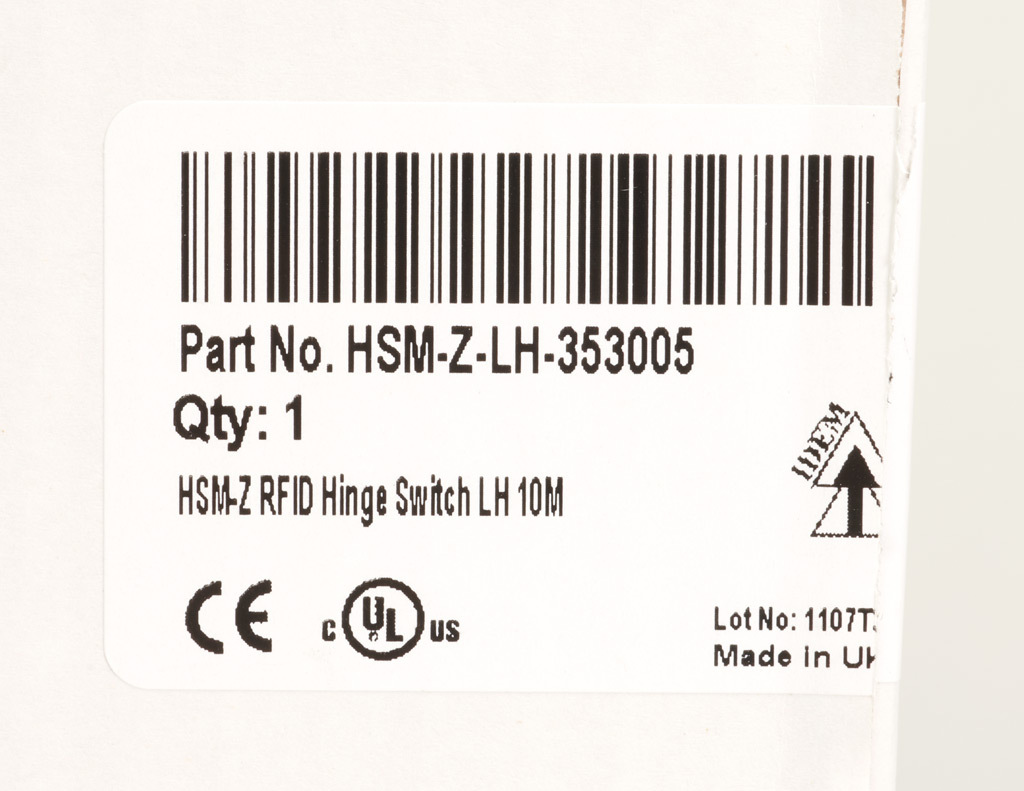 Part No. HSM-Z-LH-353005
Qty: 1
HSM-Z RFID Hinge Switch LH 10M
IDEM
CE
c UL us
Lot No: 1107T
Made in UK